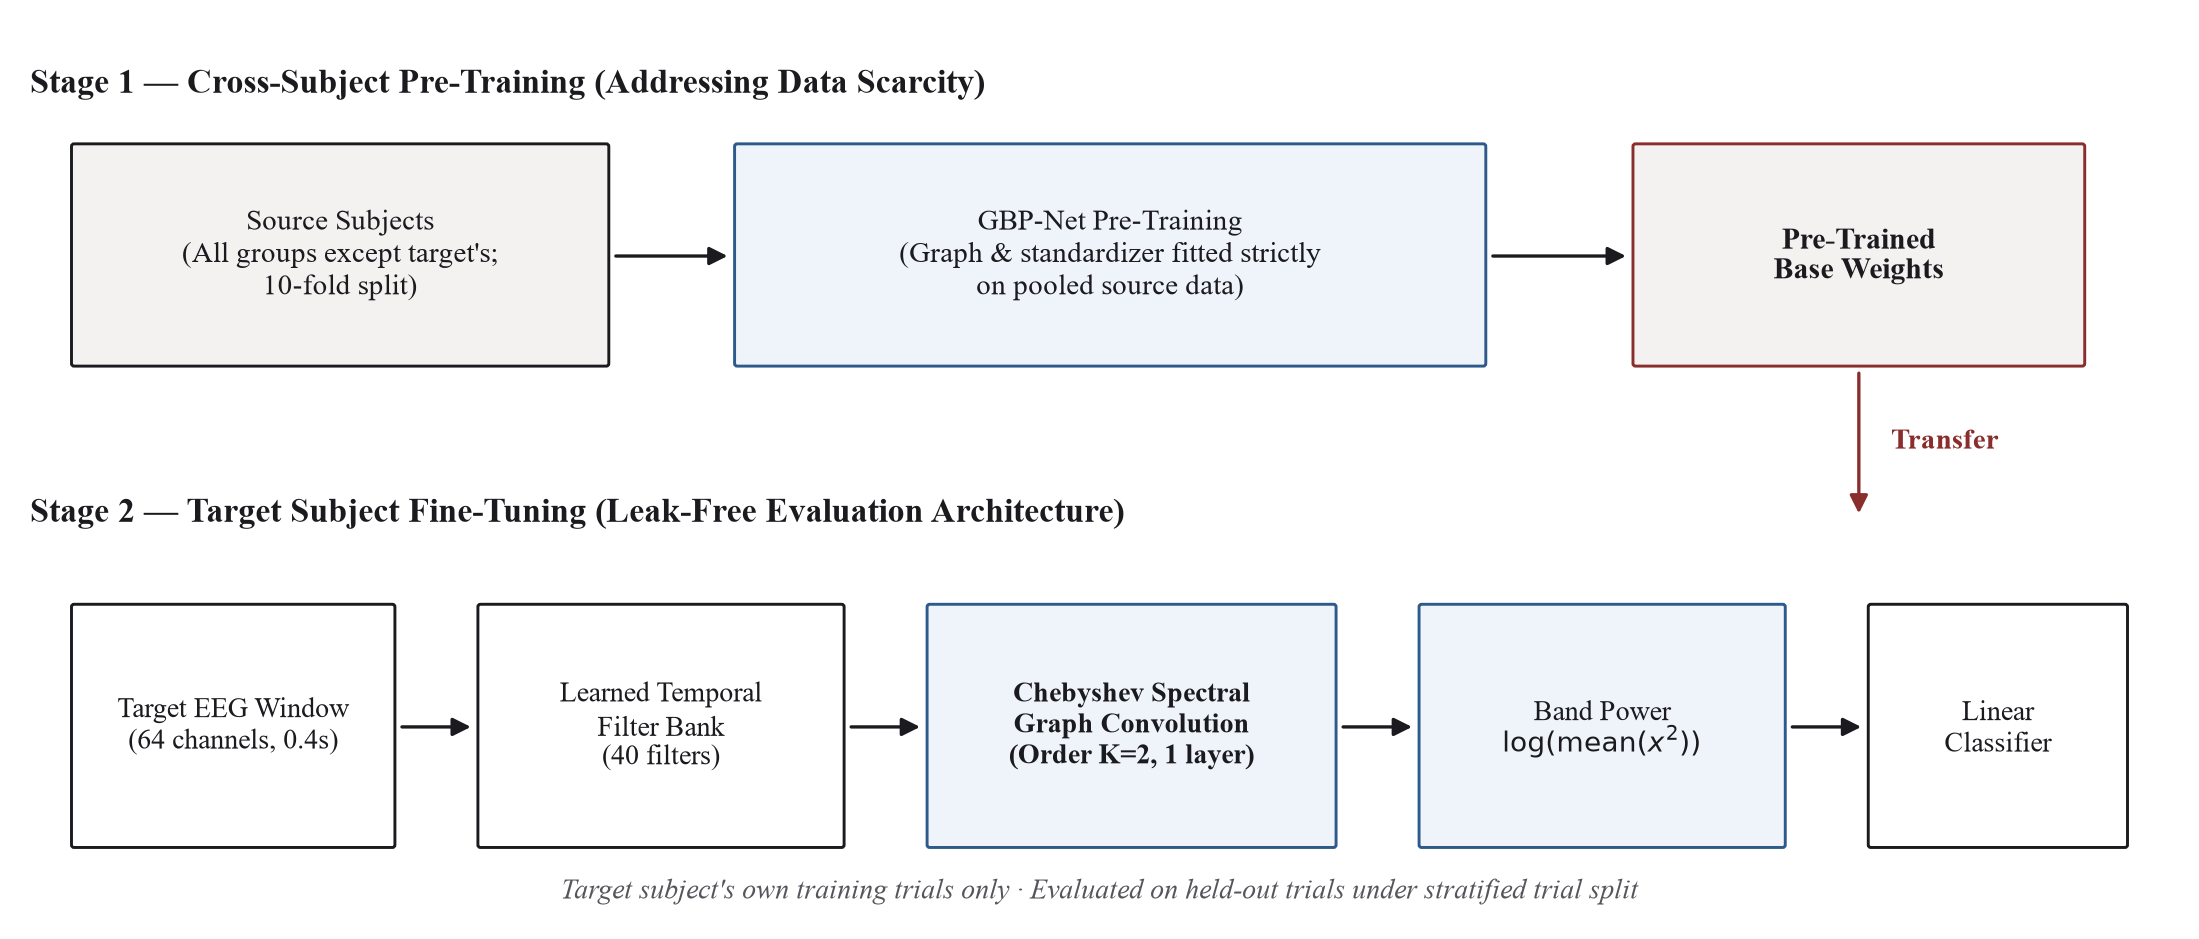 Stage 1 — Cross-Subject Pre-Training (Addressing Data Scarcity)
Source Subjects
(All groups except target's;
10-fold split)
GBP-Net Pre-Training
(Graph & standardizer fitted strictly
on pooled source data)
Pre-Trained
Base Weights
Transfer
Stage 2 — Target Subject Fine-Tuning (Leak-Free Evaluation Architecture)
Target EEG Window
(64 channels, 0.4s)
Learned Temporal
Filter Bank
(40 filters)
Chebyshev Spectral
Graph Convolution
(Order K=2, 1 layer)
Band Power
log(mean(x²))
Linear
Classifier
Target subject's own training trials only · Evaluated on held-out trials under stratified trial split